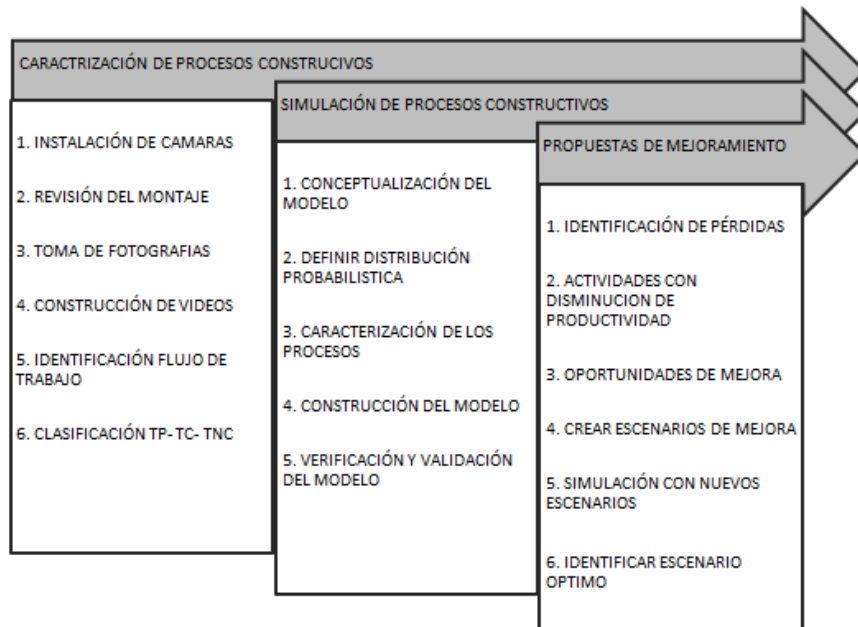 CARACTRIZACIÓN DE PROCESOS CONSTRUCIVOS
1. INSTALACIÓN DE CAMARAS
2. REVISIÓN DEL MONTAJE
3. TOMA DE FOTOGRAFIAS
4. CONSTRUCCIÓN DE VIDEOS
5. IDENTIFICACIÓN FLUJO DE
TRABAJO
6. CLASIFICACIÓN TP- TC- TNC
SIMULACIÓN DE PROCESOS CONSTRUCTIVOS
1. CONCEPTUALIZACIÓN DEL
MODELO
2. DEFINIR DISTRIBUCIÓN
PROBABILISTICA
3. CARACTERIZACIÓN DE LOS
PROCESOS
4. CONSTRUCCIÓN DEL MODELO
5. VERIFICACIÓN Y VALIDACIÓN
DEL MODELO
PROPUESTAS DE MEJORAMIENTO
1. IDENTIFICACIÓN DE PÉRDIDAS
2. ACTIVIDADES CON
DISMINUCION DE
PRODUCTIVIDAD
3. OPORTUNIDADES DE MEJORA
4. CREAR ESCENARIOS DE MEJORA
5. SIMULACIÓN CON NUEVOS
ESCENARIOS
6. IDENTIFICAR ESCENARIO
OPTIMO